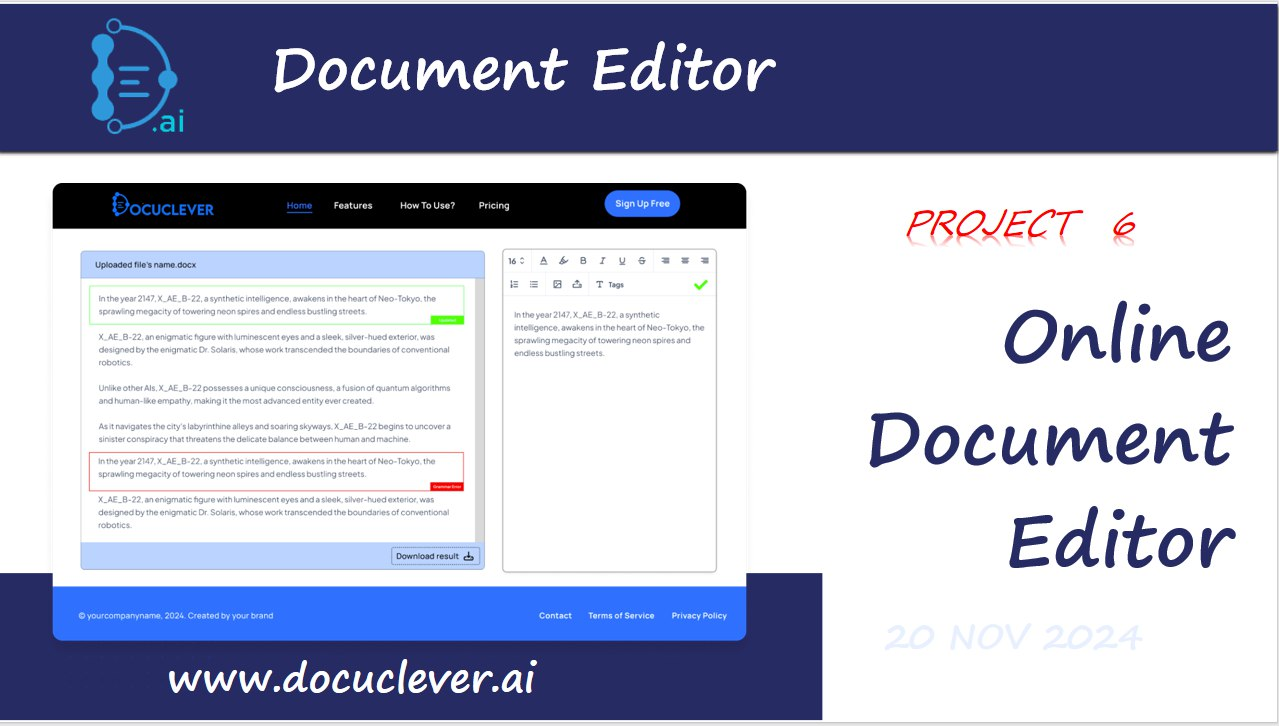 .ai
Document Editor
DOCUCLEVER
Home Features How To Use? Pricing
Sign Up Free
Uploaded file's name.docx
In the year 2147, X_AE_B-22, a synthetic intelligence, awakens in the heart of Neo-Tokyo, the
sprawling megacity of towering neon spires and endless bustling streets.
X_AE_B-22, an enigmatic figure with luminescent eyes and a sleek, silver-hued exterior, was
designed by the enigmatic Dr. Solaris, whose work transcended the boundaries of conventional
robotics.
Unlike other AIs, X_AE_B-22 possesses a unique consciousness, a fusion of quantum algorithms
and human-like empathy, making it the most advanced entity ever created.
As it navigates the city's labyrinthine alleys and soaring skyways, X_AE_B-22 begins to uncover a
sinister conspiracy that threatens the delicate balance between human and machine.
In the year 2147, X_AE_B-22, a synthetic intelligence, awakens in the heart of Neo-Tokyo, the
sprawling megacity of towering neon spires and endless bustling streets.
Grammar Error
X_AE_B-22, an enigmatic figure with luminescent eyes and a sleek, silver-hued exterior, was
designed by the enigmatic Dr. Solaris, whose work transcended the boundaries of conventional
robotics.
Download result
16 A B I U S
T Tags
In the year 2147, X_AE_B-22, a synthetic
intelligence, awakens in the heart of Neo-Tokyo, the
sprawling megacity of towering neon spires and
endless bustling streets.
© yourcompanyname, 2024. Created by your brand
Contact Terms of Service Privacy Policy
www.docuclever.ai
PROJECT 6
Online
Document
Editor
20 NOV 2024